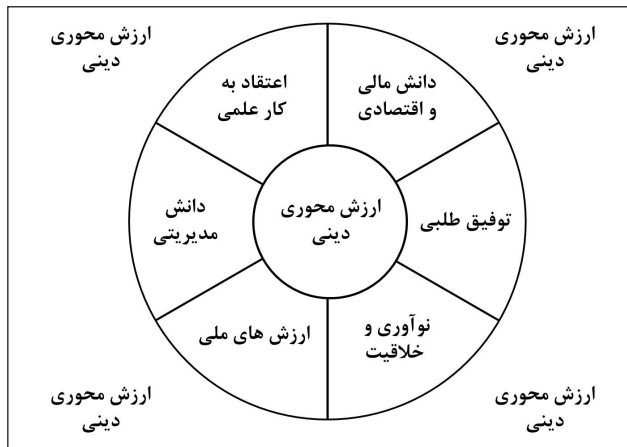 ارزش محوری
دینی
ارزش محوری
دینی
دانش مالی
و اقتصادی
اعتقاد به
کار علمی
توفیق طلبی
ارزش محوری
دینی
دانش
مدیریتی
نوآوری و
خلاقیت
ارزش های ملی
ارزش محوری
دینی
ارزش محوری
دینی